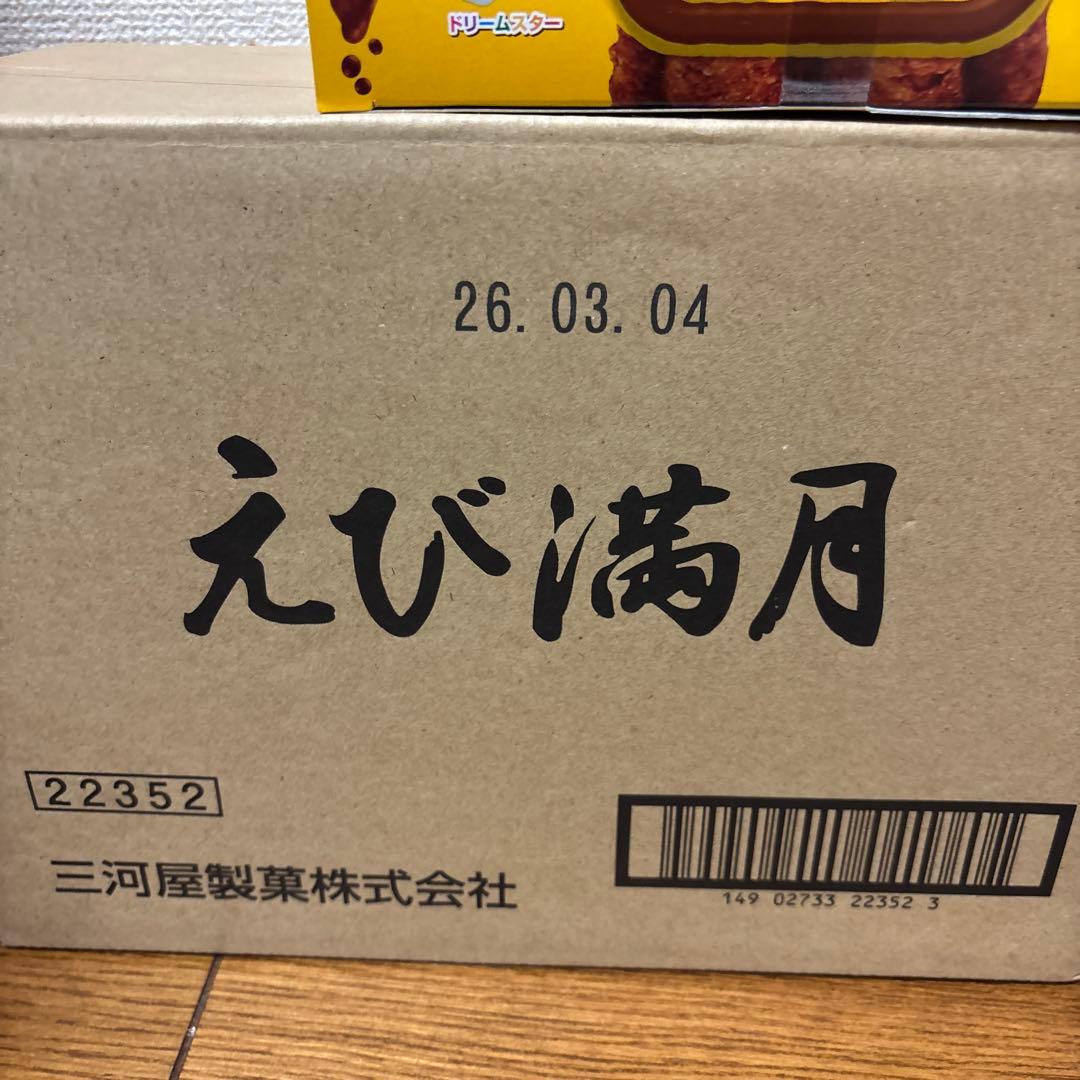 ドリームスター
26.03.04
えび満月
22352
三河屋製菓株式会社
149 02733 22352 3